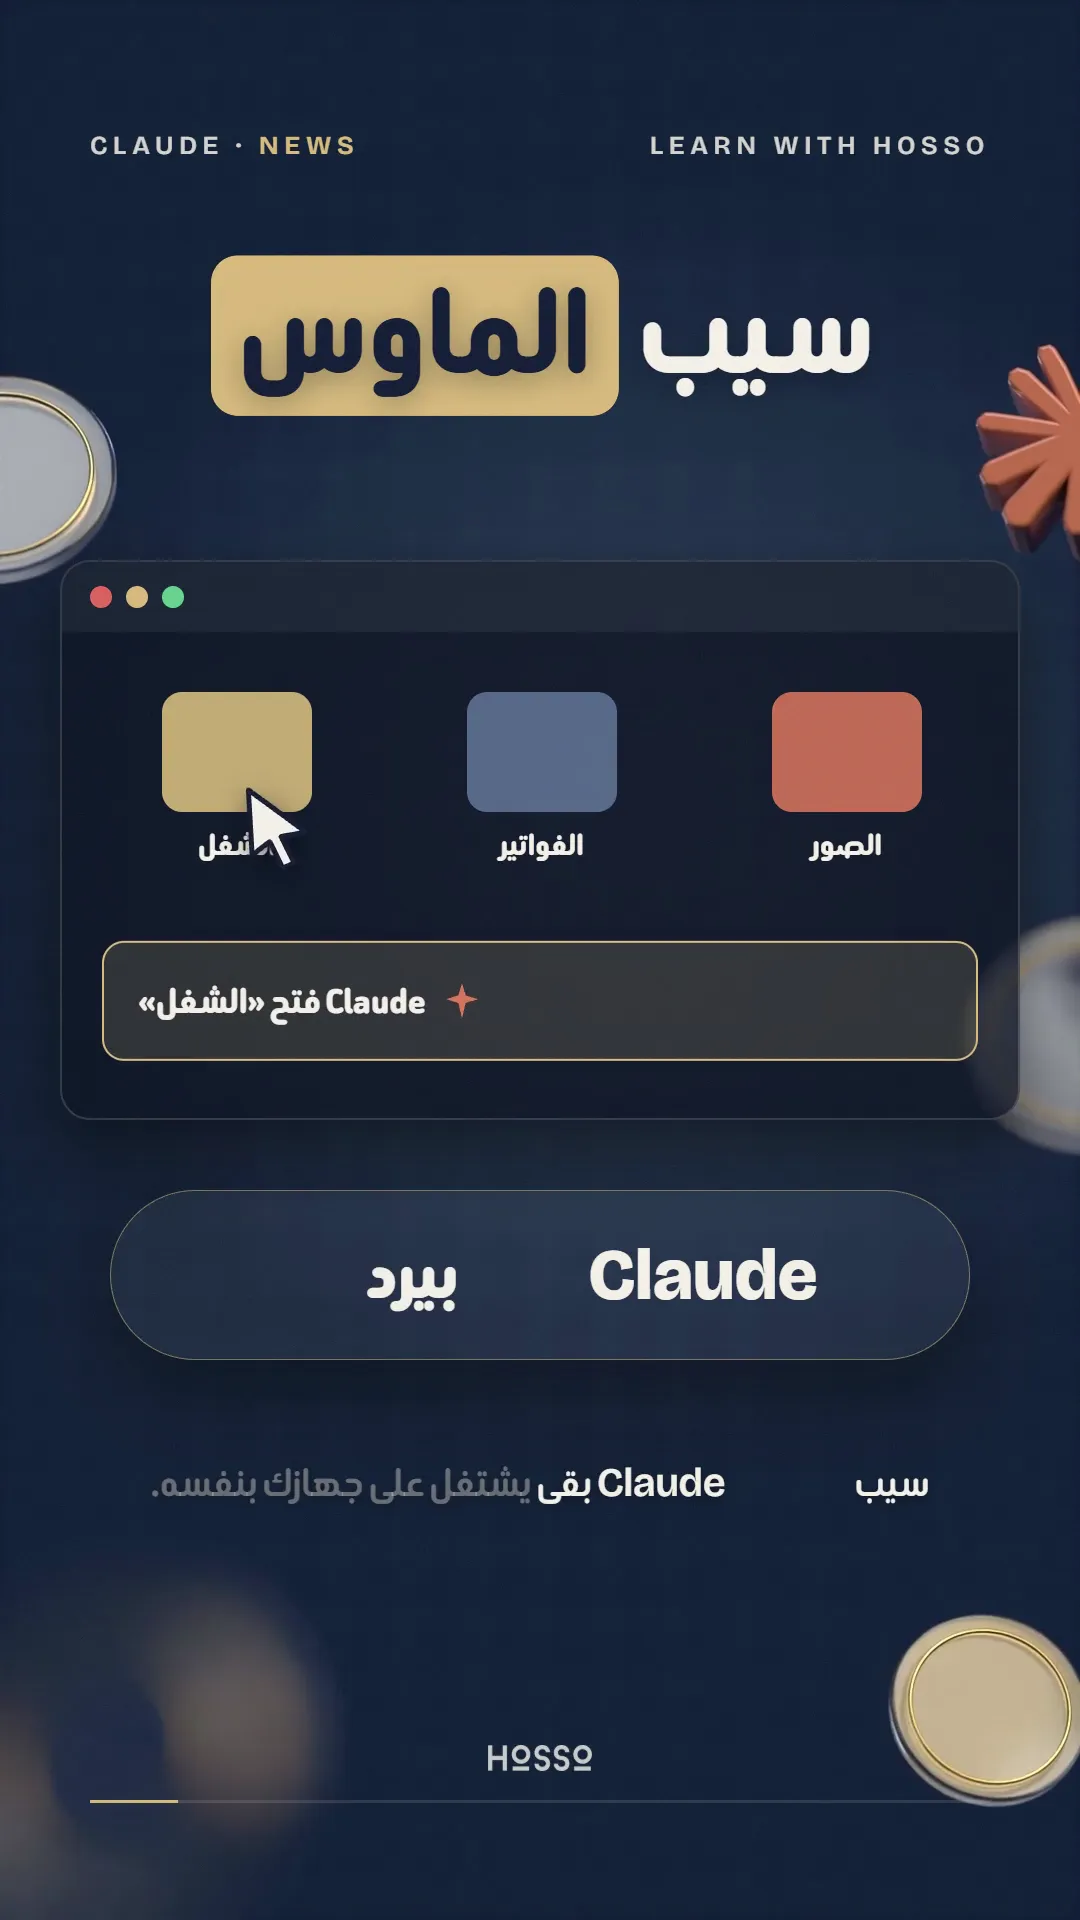 CLAUDE · NEWS
LEARN WITH HOSSO
سيب الماوس
الصور
الفواتير
Claude فتح «الشغل»
Claude بيرد
سيب Claude بقى يشتغل على جهازك بنفسه.
HOSSO